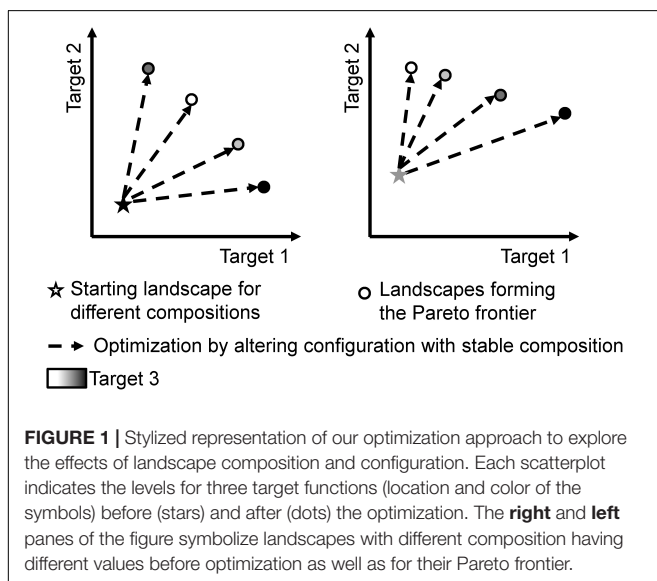 Target 2
Target 1
Target 2
Target 1
Starting landscape for
different compositions
Landscapes forming
the Pareto frontier
Optimization by altering configuration with stable composition
Target 3
FIGURE 1 | Stylized representation of our optimization approach to explore
the effects of landscape composition and configuration. Each scatterplot
indicates the levels for three target functions (location and color of the
symbols) before (stars) and after (dots) the optimization. The right and left
panes of the figure symbolize landscapes with different composition having
different values before optimization as well as for their Pareto frontier.